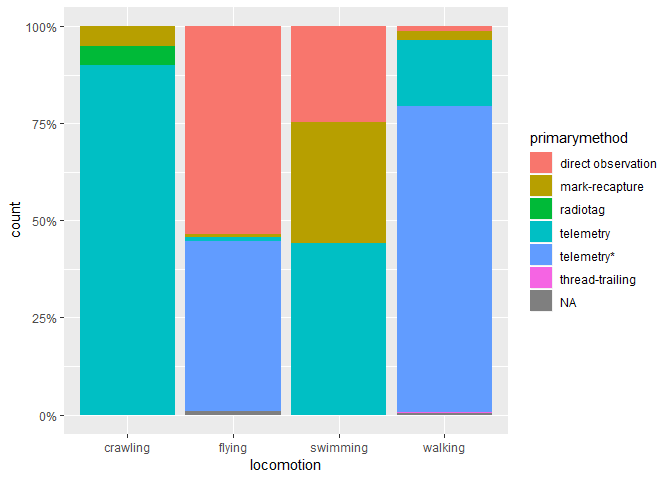 100%
75%
50%
25%
0%
count
crawling
flying
swimming
walking
locomotion
primarymethod
direct observation
mark-recapture
radiotag
telemetry
telemetry*
thread-trailing
NA